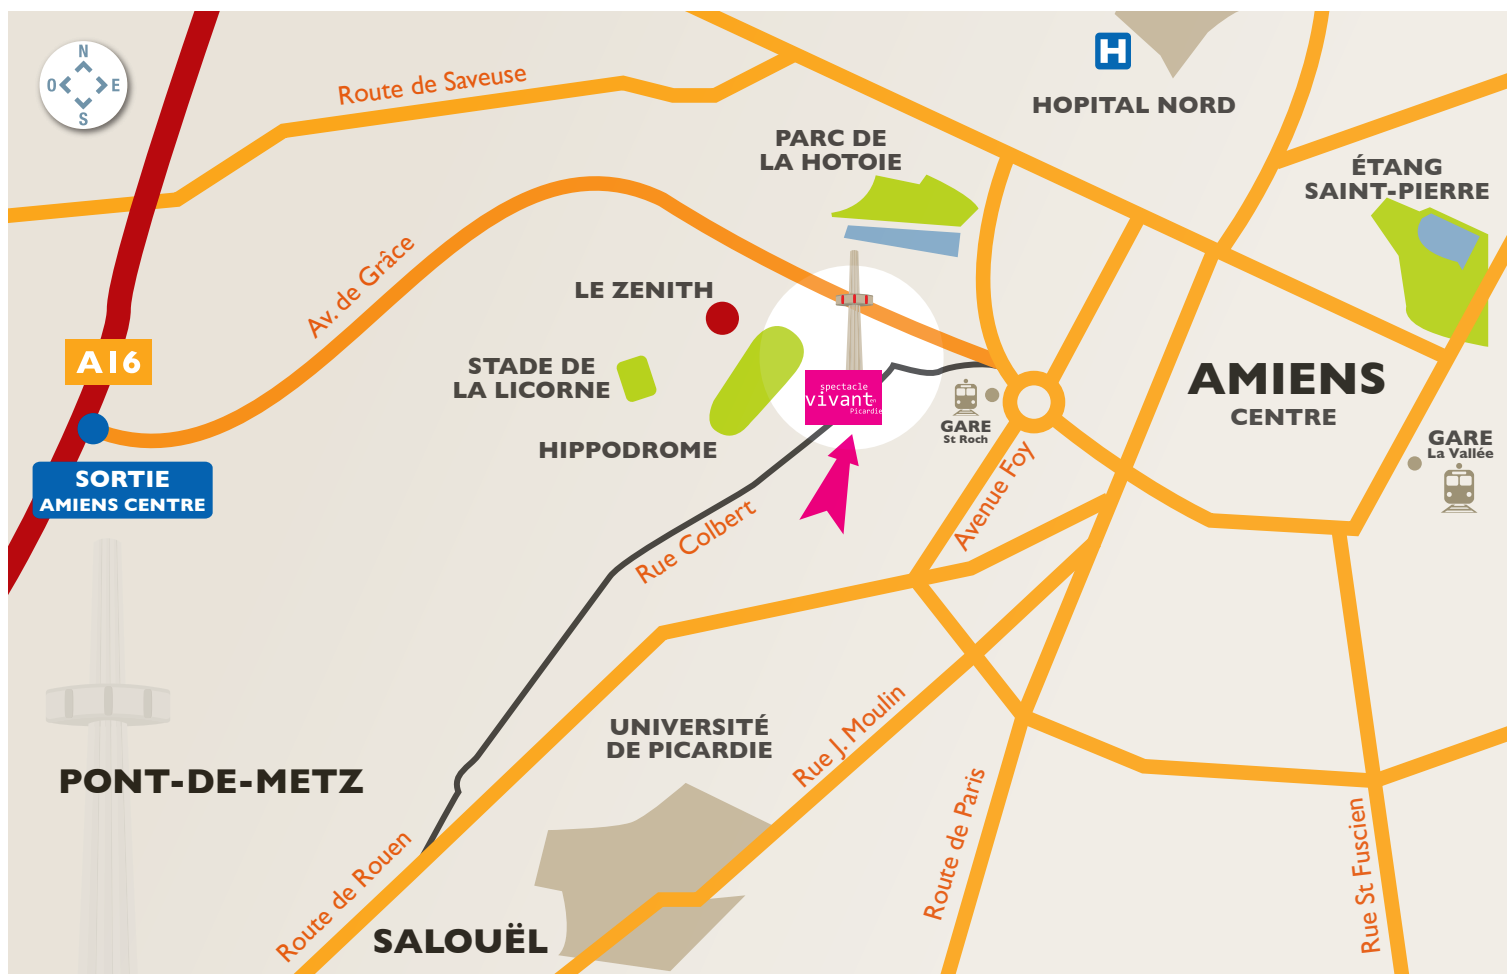 N
O
E
S
Route de Saveuse
HOPITAL NORD
PARC DE
LA HOTOIE
ÉTANG
SAINT-PIERRE
Av. de Grâce
LE ZENITH
A16
STADE DE
LA LICORNE
AMIENS
CENTRE
spectacle
vivant
en
Picardie
GARE
St Roch
HIPPODROME
GARE
La Vallée
SORTIE
AMIENS CENTRE
Avenue Foy
Rue Colbert
UNIVERSITÉ
DE PICARDIE
Rue J. Moulin
PONT-DE-METZ
Route de Paris
Rue St Fuscien
Route de Rouen
SALOUËL
H